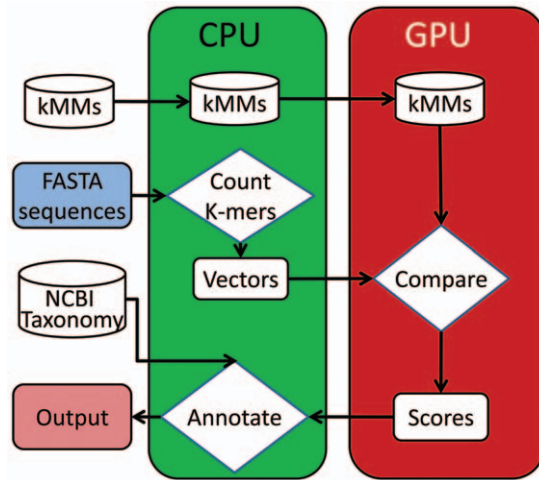 CPU
GPU
kMMs
kMMs
kMMs
FASTA
sequences
Count
K-mers
Vectors
Compare
NCBI
Taxonomy
Output
Annotate
Scores